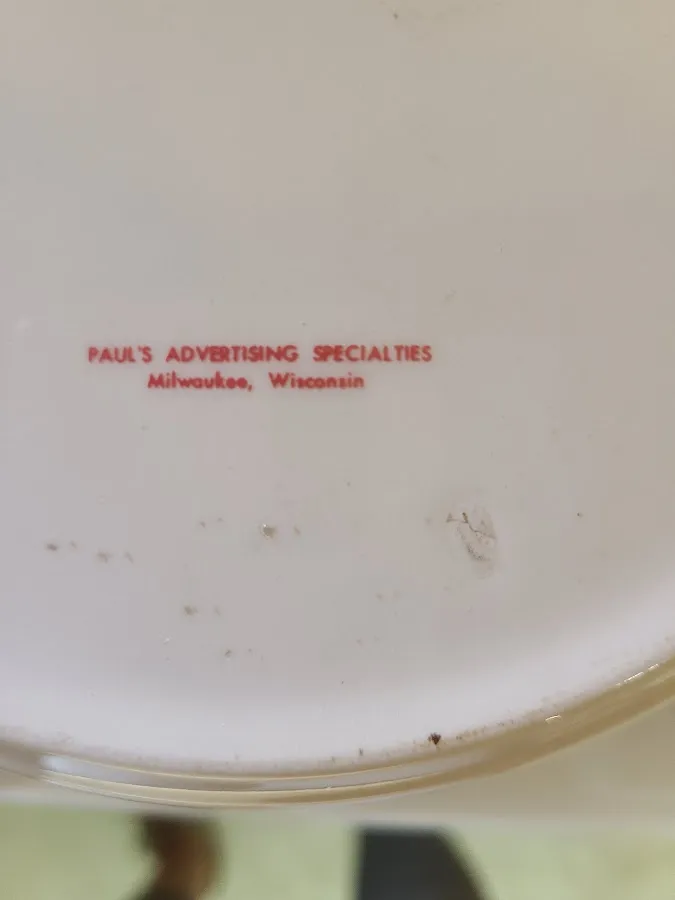 PAUL'S ADVERTISING SPECIALTIES
Milwaukee, Wisconsin